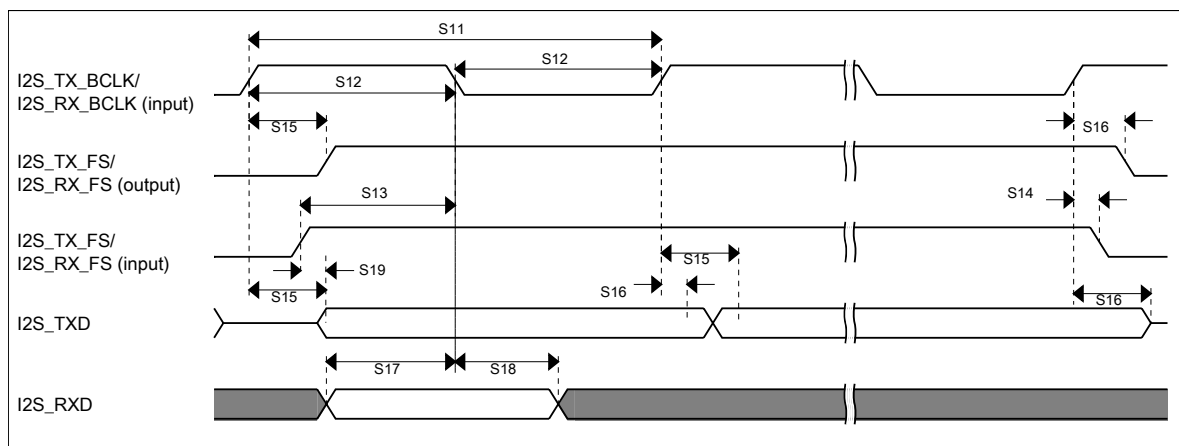 S11
I2S_TX_BCLK/
I2S_RX_BCLK (input)
S12
S12
S15
S16
I2S_TX_FS/
I2S_RX_FS (output)
S13
S14
I2S_TX_FS/
I2S_RX_FS (input)
S19
S15
S15
S16
S16
I2S_TXD
S17
S18
I2S_RXD